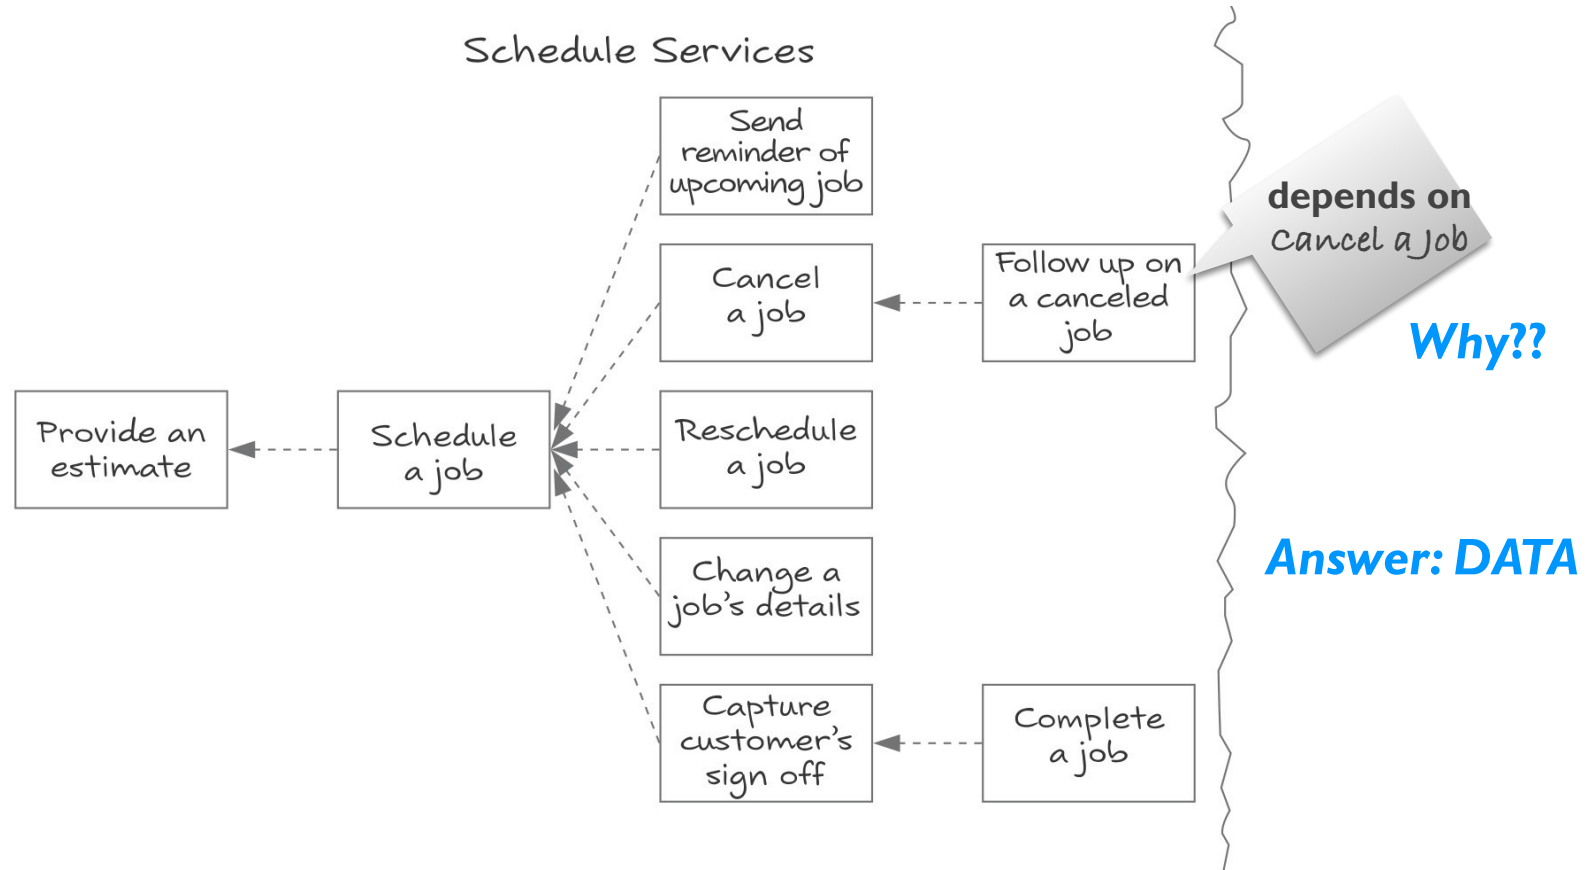 Schedule Services
Send
reminder of
upcoming job
Cancel
a job
Follow up on
a canceled
job
depends on
Cancel a Job
Why??
Provide an
estimate
Schedule
a job
Reschedule
a job
Answer: DATA
Change a
job's details
Capture
customer's
sign off
Complete
a job